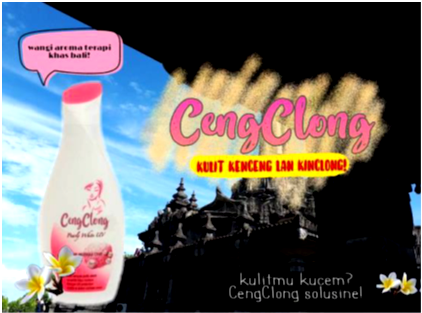 wangi aroma terapi
khas bali!
CengClong
KULIT KENCENG LAN KINCLONG!
CengClong
kulitmu kucem?
CengClong solusine!